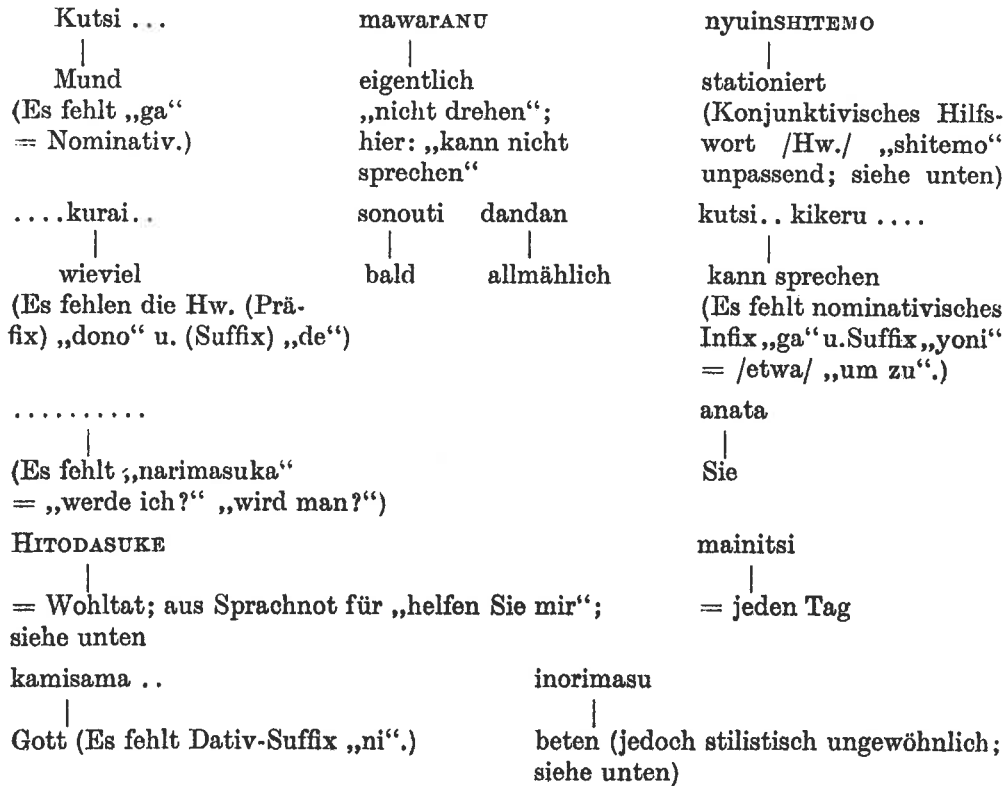 Kutsi ... mawarANU nyuinSHITEMO
Mund eigentlich stationiert
(Es fehlt „ga“ „nicht drehen“; (Konjunktivisches Hilfs-
= Nominativ.) hier: „kann nicht wort /Hw./ „shitemo“
sprechen“ unpassend; siehe unten)
....kurai.. sonouti dandan kutsi.. kikeru ....
wieviel bald allmählich kann sprechen
(Es fehlen die Hw. (Prä- (Es fehlt nominativisches
fix) „dono“ u. (Suffix) „de“) Infix „ga“ u. Suffix „yoni“
= /etwa/ „um zu“.)
.......... anata
(Es fehlt „narimasuka“ Sie
= „werde ich?“ „wird man?“)
HITODASUKE mainitsi
= Wohltat; aus Sprachnot für „helfen Sie mir“; = jeden Tag
siehe unten
kamisama .. inorimasu
Gott (Es fehlt Dativ-Suffix „ni“.) beten (jedoch stilistisch ungewöhnlich;
siehe unten)